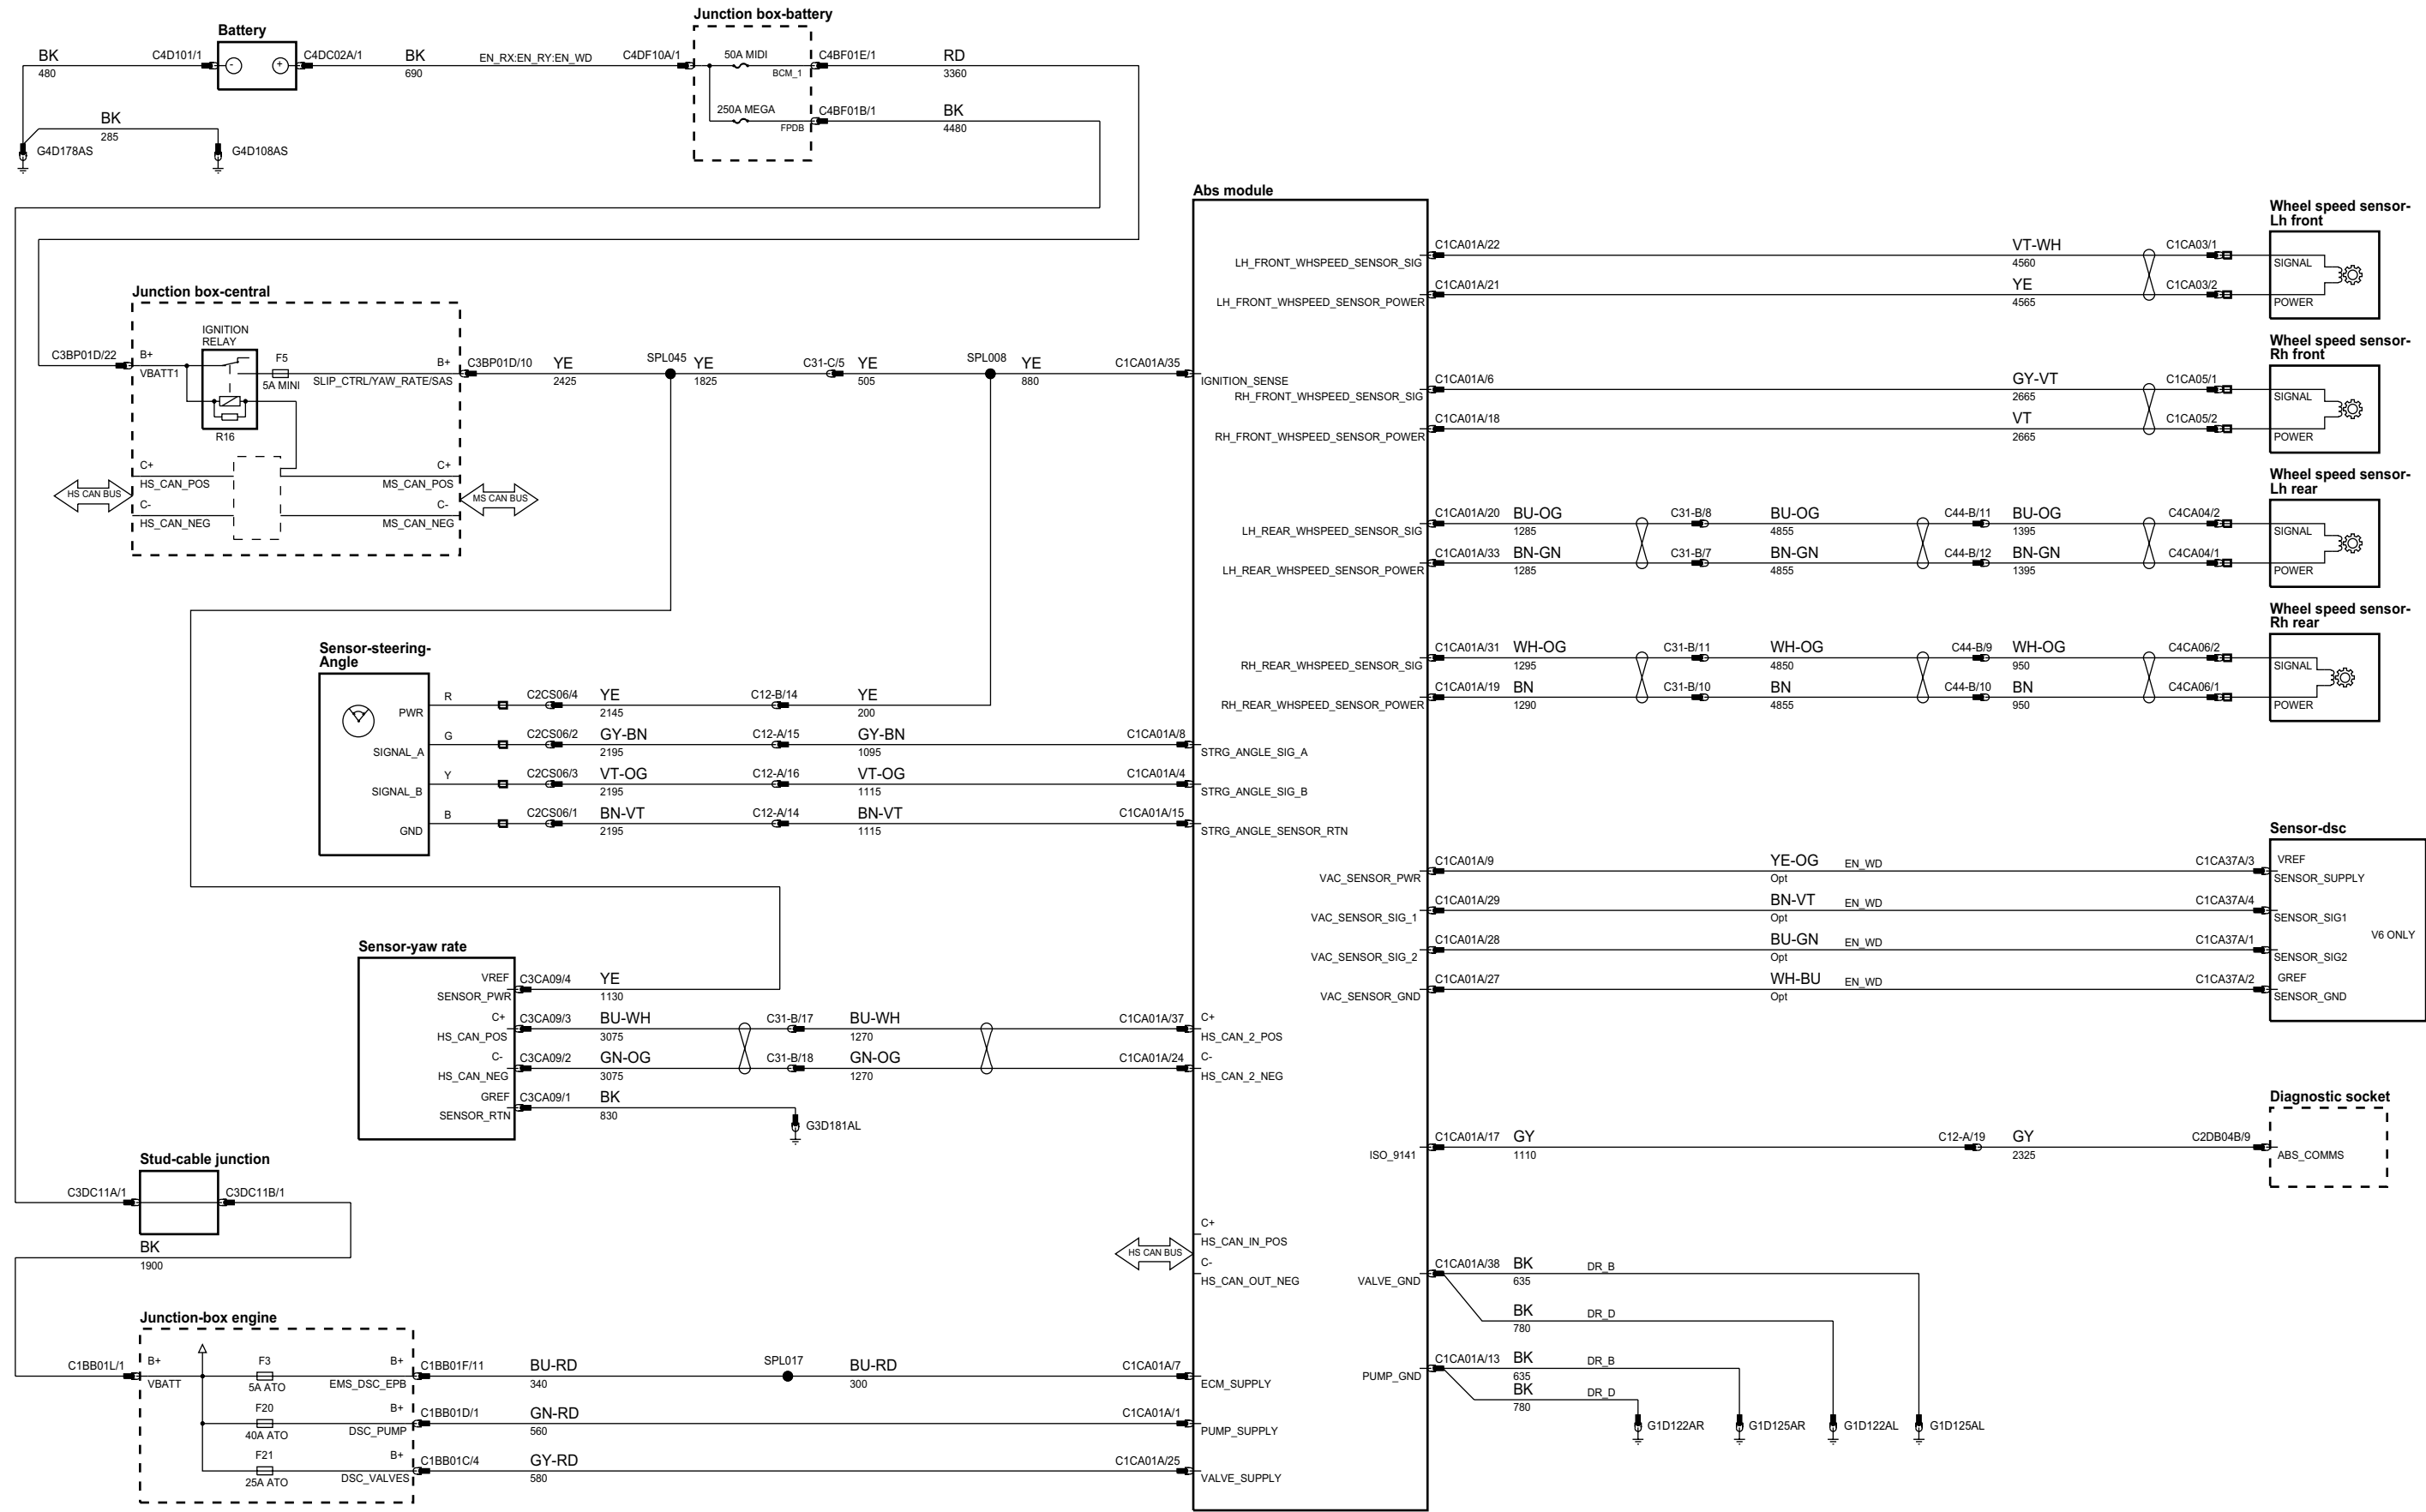 Battery
BK
480
C4D101/1
-
+
C4DC02A/1
BK
690
EN_RX:EN_RY:EN_WD
C4DF10A/1
BK
285
G4D178AS
G4D108AS
Junction box-battery
50A MIDI
BCM_1
C4BF01E/1
RD
3360
250A MEGA
FPDB
C4BF01B/1
BK
4480
Junction box-central
IGNITION
RELAY
C3BP01D/22
B+
VBATT1
F5
5A MINI
B+
SLIP_CTRL/YAW_RATE/SAS
R16
C3BP01D/10
YE
2425
SPL045
YE
1825
C31-C/5
YE
505
SPL008
YE
880
C1CA01A/35
C+
HS_CAN_POS
C-
HS_CAN_NEG
C+
MS_CAN_POS
C-
MS_CAN_NEG
HS CAN BUS
MS CAN BUS
Sensor-steering-
Angle
PWR
R
C2CS06/4
YE
2145
C12-B/14
YE
200
SIGNAL_A
G
C2CS06/2
GY-BN
2195
C12-A/15
GY-BN
1095
C1CA01A/8
SIGNAL_B
Y
C2CS06/3
VT-OG
2195
C12-A/16
VT-OG
1115
C1CA01A/4
GND
B
C2CS06/1
BN-VT
2195
C12-A/14
BN-VT
1115
C1CA01A/15
Sensor-yaw rate
VREF
SENSOR_PWR
C3CA09/4
YE
1130
C+
HS_CAN_POS
C3CA09/3
BU-WH
3075
C31-B/17
BU-WH
1270
C1CA01A/37
C-
HS_CAN_NEG
C3CA09/2
GN-OG
3075
C31-B/18
GN-OG
1270
C1CA01A/24
GREF
SENSOR_RTN
C3CA09/1
BK
830
G3D181AL
Stud-cable junction
C3DC11A/1
C3DC11B/1
BK
1900
Junction-box engine
C1BB01L/1
B+
VBATT
F3
5A ATO
B+
EMS_DSC_EPB
C1BB01F/11
BU-RD
340
SPL017
BU-RD
300
C1CA01A/7
F20
40A ATO
B+
DSC_PUMP
C1BB01D/1
GN-RD
560
C1CA01A/1
F21
25A ATO
B+
DSC_VALVES
C1BB01C/4
GY-RD
580
C1CA01A/25
Abs module
LH_FRONT_WHSPEED_SENSOR_SIG
LH_FRONT_WHSPEED_SENSOR_POWER
IGNITION_SENSE
RH_FRONT_WHSPEED_SENSOR_SIG
RH_FRONT_WHSPEED_SENSOR_POWER
LH_REAR_WHSPEED_SENSOR_SIG
LH_REAR_WHSPEED_SENSOR_POWER
RH_REAR_WHSPEED_SENSOR_SIG
RH_REAR_WHSPEED_SENSOR_POWER
STRG_ANGLE_SIG_A
STRG_ANGLE_SIG_B
STRG_ANGLE_SENSOR_RTN
VAC_SENSOR_PWR
VAC_SENSOR_SIG_1
VAC_SENSOR_SIG_2
VAC_SENSOR_GND
C+
HS_CAN_2_POS
C-
HS_CAN_2_NEG
ISO_9141
HS CAN BUS
C+
HS_CAN_IN_POS
C-
HS_CAN_OUT_NEG
VALVE_GND
PUMP_GND
ECM_SUPPLY
PUMP_SUPPLY
VALVE_SUPPLY
C1CA01A/22
VT-WH
4560
C1CA03/1
C1CA01A/21
YE
4565
C1CA03/2
Wheel speed sensor-
Lh front
SIGNAL
POWER
C1CA01A/6
GY-VT
2665
C1CA05/1
C1CA01A/18
VT
2665
C1CA05/2
Wheel speed sensor-
Rh front
SIGNAL
POWER
C1CA01A/20
BU-OG
1285
C31-B/8
BU-OG
4855
C44-B/11
BU-OG
1395
C4CA04/2
C1CA01A/33
BN-GN
1285
C31-B/7
BN-GN
4855
C44-B/12
BN-GN
1395
C4CA04/1
Wheel speed sensor-
Lh rear
SIGNAL
POWER
C1CA01A/31
WH-OG
1295
C31-B/11
WH-OG
4850
C44-B/9
WH-OG
950
C4CA06/2
C1CA01A/19
BN
1290
C31-B/10
BN
4855
C44-B/10
BN
950
C4CA06/1
Wheel speed sensor-
Rh rear
SIGNAL
POWER
C1CA01A/9
YE-OG
Opt
EN_WD
C1CA37A/3
C1CA01A/29
BN-VT
Opt
EN_WD
C1CA37A/4
C1CA01A/28
BU-GN
Opt
EN_WD
C1CA37A/1
C1CA01A/27
WH-BU
Opt
EN_WD
C1CA37A/2
Sensor-dsc
VREF
SENSOR_SUPPLY
SENSOR_SIG1
V6 ONLY
SENSOR_SIG2
GREF
SENSOR_GND
C1CA01A/17
GY
1110
C12-A/19
GY
2325
C2DB04B/9
Diagnostic socket
ABS_COMMS
C1CA01A/38
BK
635
DR_B
BK
780
DR_D
C1CA01A/13
BK
635
DR_B
BK
780
DR_D
G1D122AR
G1D125AR
G1D122AL
G1D125AL